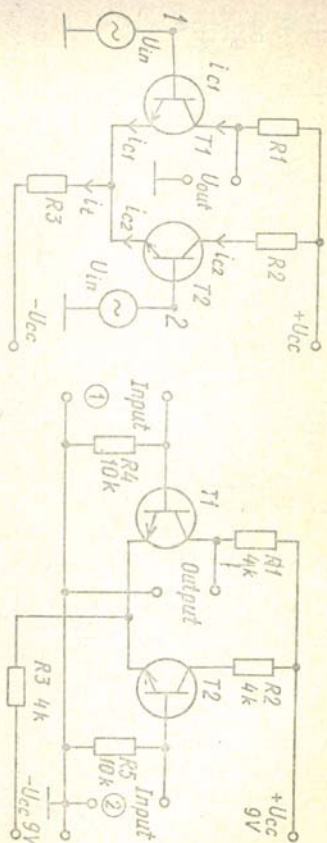 +Ucc
R1
R2
ic1
ic2
T1
Uout
T2
1
2
Uin
ic1
ic2
Uin
it
R3
-Ucc
+Ucc
9V
R1
4k
R2
4k
T1
Output
T2
Input
①
R4
10k
R5
10k
Input
②
R3 4k
-Ucc 9V